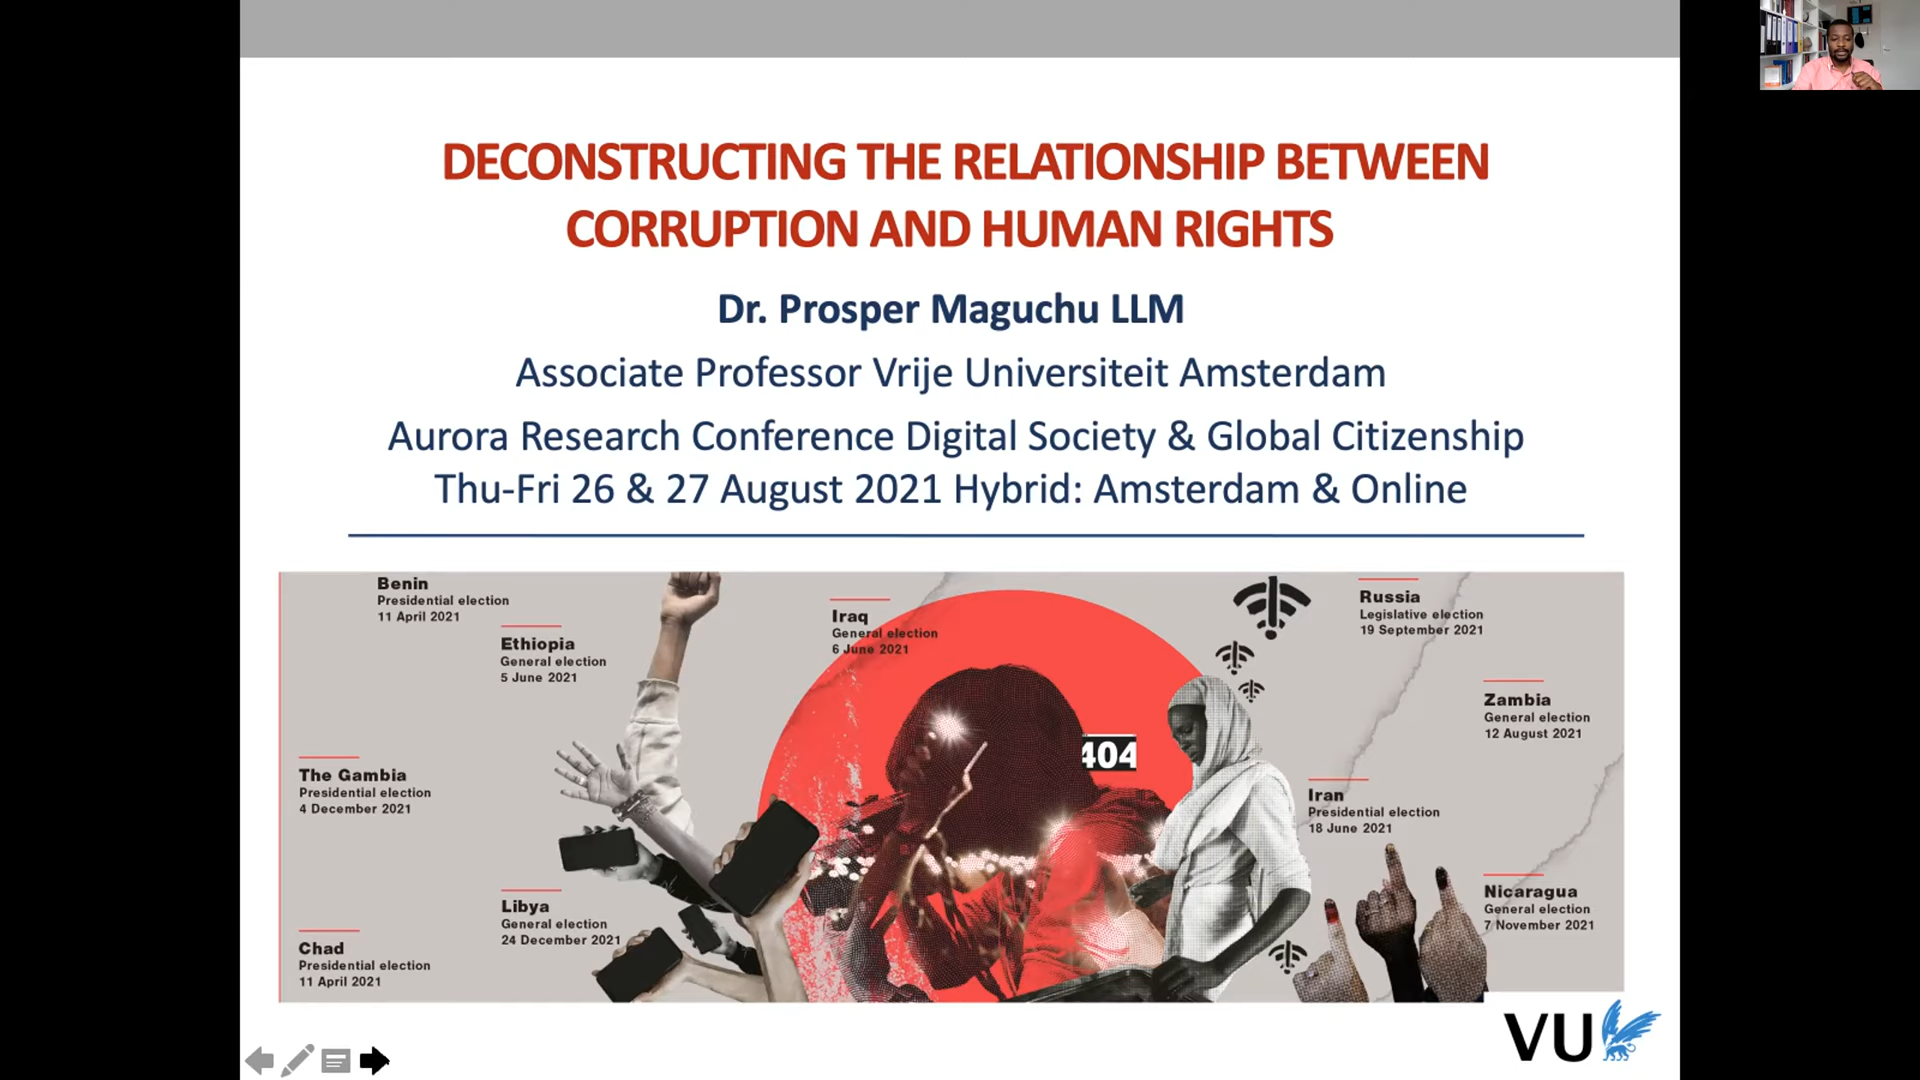 DECONSTRUCTING THE RELATIONSHIP BETWEEN
CORRUPTION AND HUMAN RIGHTS
Dr. Prosper Maguchu LLM
Associate Professor Vrije Universiteit Amsterdam
Aurora Research Conference Digital Society & Global Citizenship
Thu-Fri 26 & 27 August 2021 Hybrid: Amsterdam & Online
Benin
Presidential election
11 April 2021
Ethiopia
General election
5 June 2021
Iraq
General election
6 June 2021
Russia
Legislative election
19 September 2021
Zambia
General election
12 August 2021
404
The Gambia
Presidential election
4 December 2021
Iran
Presidential election
18 June 2021
Libya
General election
24 December 2021
Nicaragua
General election
7 November 2021
Chad
Presidential election
11 April 2021
VU